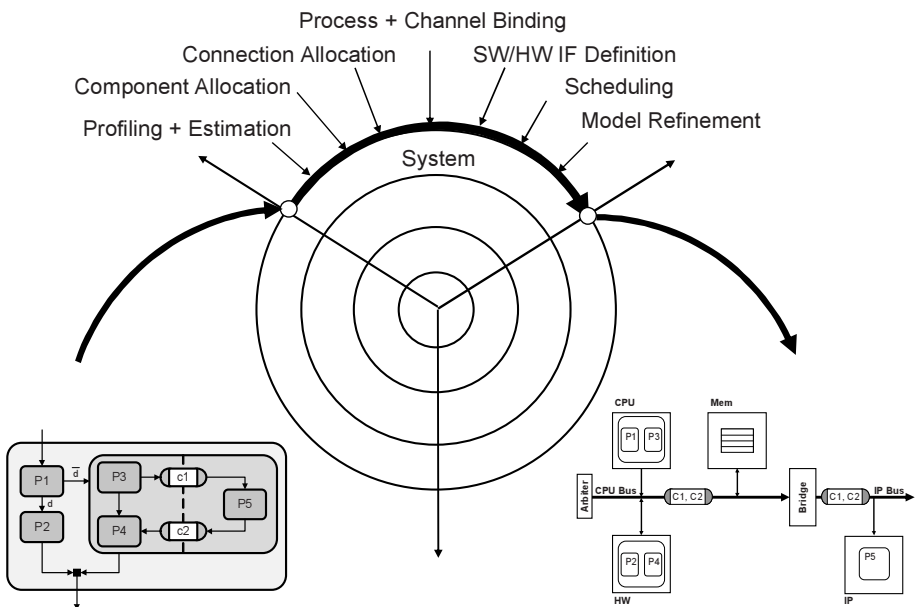 Process + Channel Binding
Connection Allocation
SW/HW IF Definition
Component Allocation
Scheduling
Profiling + Estimation
Model Refinement
System
CPU
Mem
P1
P3
Arbiter
CPU Bus
C1, C2
Bridge
C1, C2
IP Bus
P2
P4
HW
P5
IP
P1
d̅
P3
c1
d
P5
P2
P4
c2